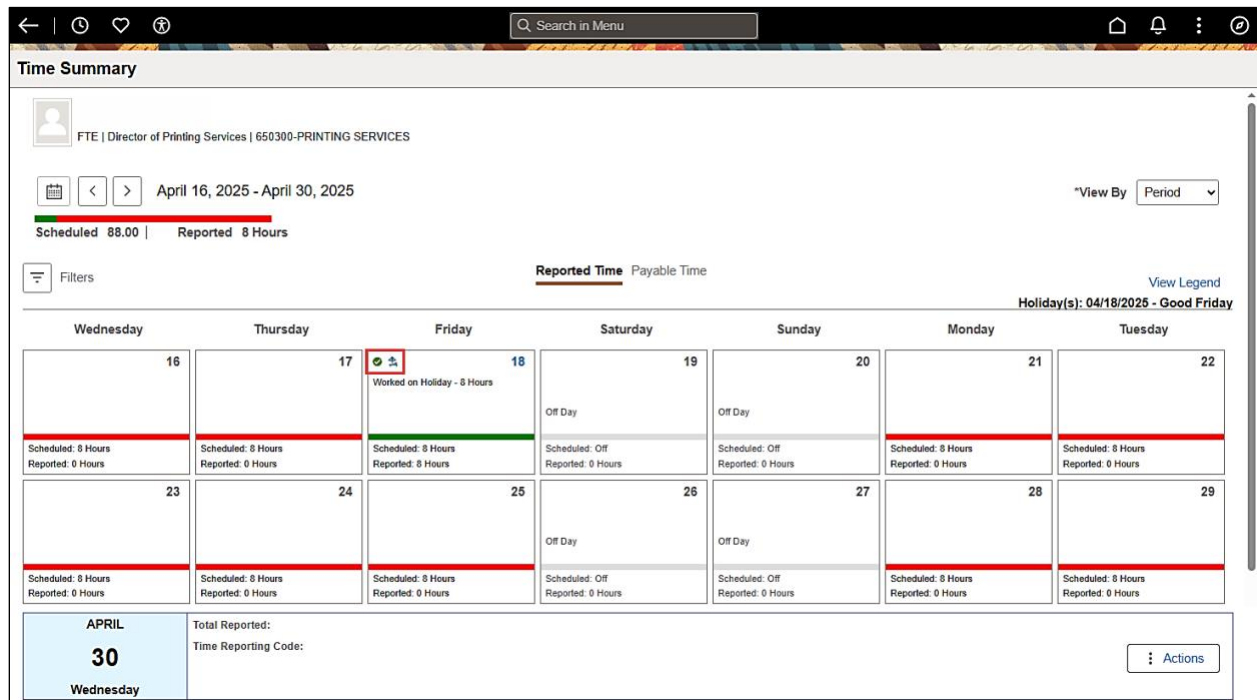 Search in Menu
Time Summary
FTE | Director of Printing Services | 650300-PRINTING SERVICES
April 16, 2025 - April 30, 2025
*View By Period
Scheduled 88.00 | Reported 8 Hours
Filters
Reported Time Payable Time
View Legend
Holiday(s): 04/18/2025 - Good Friday
Wednesday Thursday Friday Saturday Sunday Monday Tuesday
16 17 18 19 20 21 22
Worked on Holiday - 8 Hours
Off Day Off Day
Scheduled: 8 Hours Scheduled: 8 Hours Scheduled: 8 Hours Scheduled: Off Scheduled: Off Scheduled: 8 Hours Scheduled: 8 Hours
Reported: 0 Hours Reported: 0 Hours Reported: 8 Hours Reported: 0 Hours Reported: 0 Hours Reported: 0 Hours Reported: 0 Hours
23 24 25 26 27 28 29
Off Day Off Day
Scheduled: 8 Hours Scheduled: 8 Hours Scheduled: 8 Hours Scheduled: Off Scheduled: Off Scheduled: 8 Hours Scheduled: 8 Hours
Reported: 0 Hours Reported: 0 Hours Reported: 0 Hours Reported: 0 Hours Reported: 0 Hours Reported: 0 Hours Reported: 0 Hours
APRIL
30
Wednesday
Total Reported:
Time Reporting Code:
Actions